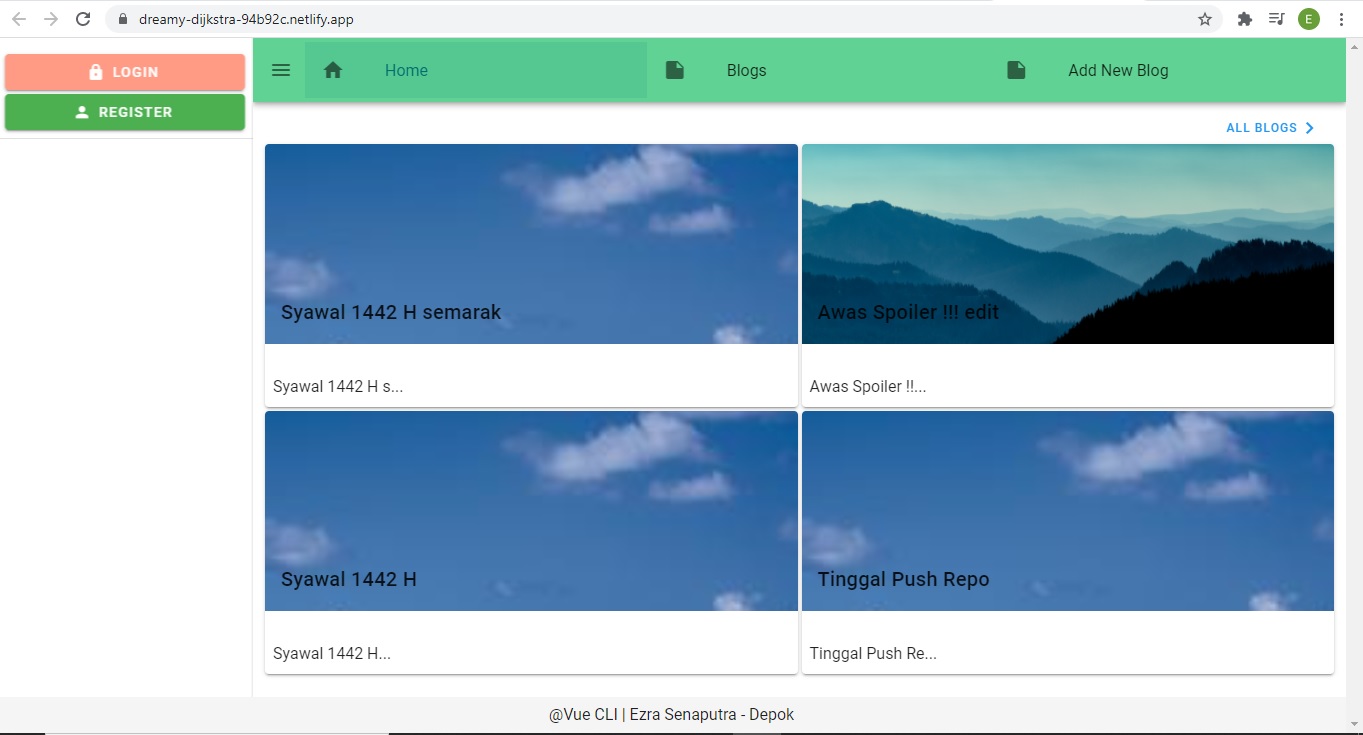 dreamy-dijkstra-94b92c.netlify.app
E
LOGIN
REGISTER
Home
Blogs
Add New Blog
ALL BLOGS
Syawal 1442 H semarak
Syawal 1442 H s...
Awas Spoiler !!! edit
Awas Spoiler !!...
Syawal 1442 H
Syawal 1442 H...
Tinggal Push Repo
Tinggal Push Re...
@Vue CLI | Ezra Senaputra - Depok